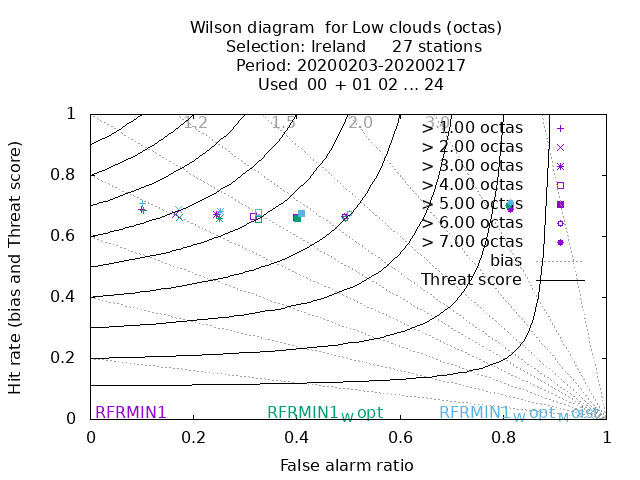 Wilson diagram for Low clouds (octas)
Selection: Ireland 27 stations
Period: 20200203-20200217
Used 00 + 01 02 ... 24
Hit rate (bias and Threat score)
1
0.8
0.6
0.4
0.2
0
1.2
1.5
2.0
3.0
> 1.00 octas
> 2.00 octas
> 3.00 octas
> 4.00 octas
> 5.00 octas
> 6.00 octas
> 7.00 octas
bias
Threat score
RFRMIN1 RFRMIN1W opt
0 0.2 0.4 0.6 0.8 1
False alarm ratio